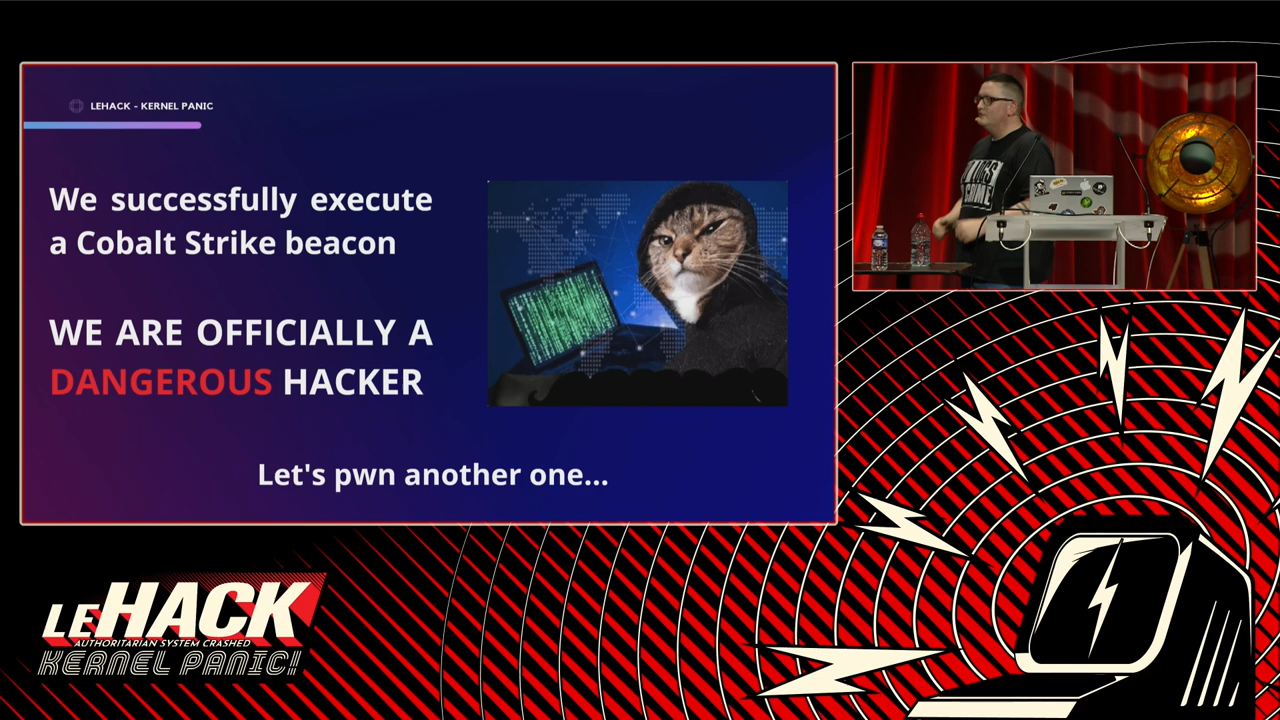 LEHACK - KERNEL PANIC
We successfully execute
a Cobalt Strike beacon
WE ARE OFFICIALLY A
DANGEROUS HACKER
Let's pwn another one...
LEHACK
AUTHORITARIAN SYSTEM CRASHED
KERNEL PANIC!